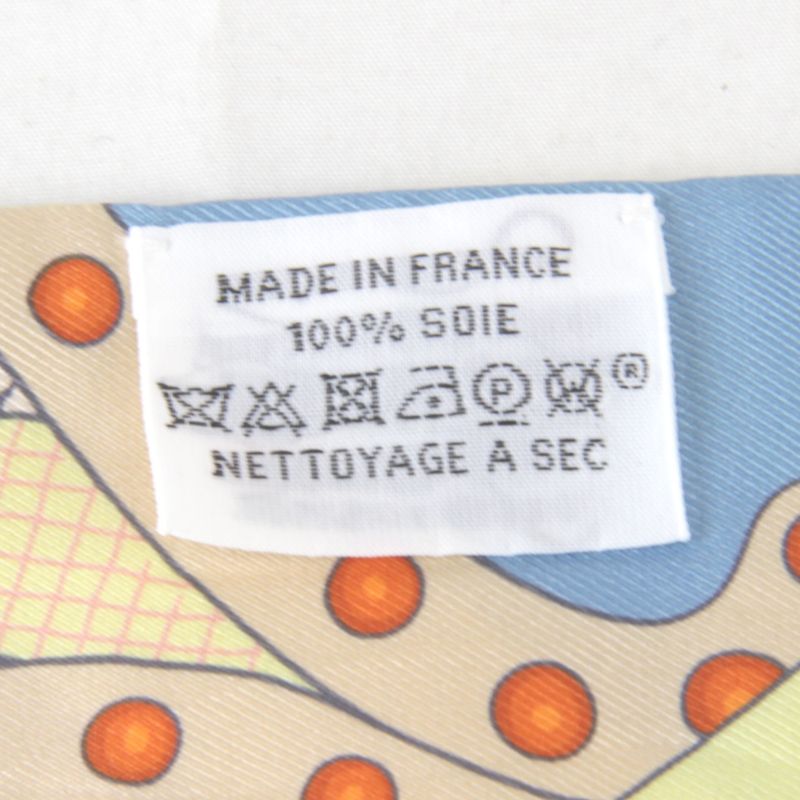 MADE IN FRANCE
100% SOIE
P W ®
NETTOYAGE A SEC